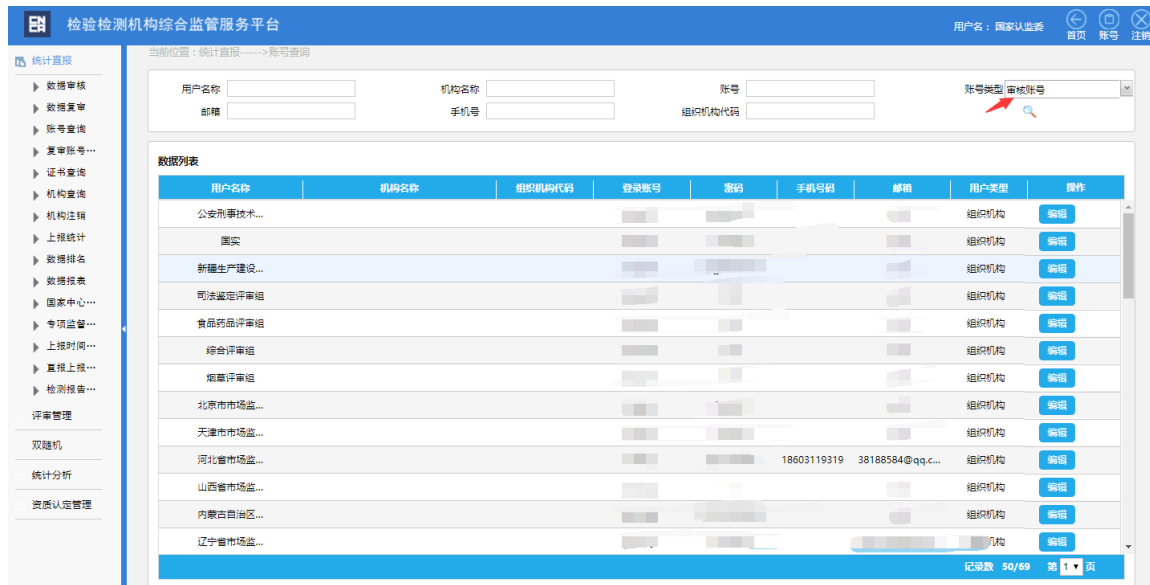 检验检测机构综合监管服务平台
用户名： 国家认监委
首页 账号 注销
统计直报
数据审核
数据复审
账号查询
复审账号···
证书查询
机构查询
机构注销
上报统计
数据排名
数据报表
国家中心···
专项监督···
上报时间···
直报上报···
检测报告···
评审管理
双随机
统计分析
资质认定管理
当前位置：统计直报----->账号查询
用户名称 机构名称 账号 账号类型 审核账号
邮箱 手机号 组织机构代码
数据列表
用户名称 机构名称 组织机构代码 登录账号 密码 手机号码 邮箱 用户类型 操作
公安刑事技术... 组织机构 编辑
国实 组织机构 编辑
新疆生产建设... 组织机构 编辑
司法鉴定评审组 组织机构 编辑
食品药品评审组 组织机构 编辑
综合评审组 组织机构 编辑
烟草评审组 组织机构 编辑
北京市市场监... 组织机构 编辑
天津市市场监... 组织机构 编辑
河北省市场监... 18603119319 38188584@qq.c... 组织机构 编辑
山西省市场监... 组织机构 编辑
内蒙古自治区... 组织机构 编辑
辽宁省市场监... 机构 编辑
记录数 50/69 第 1 页